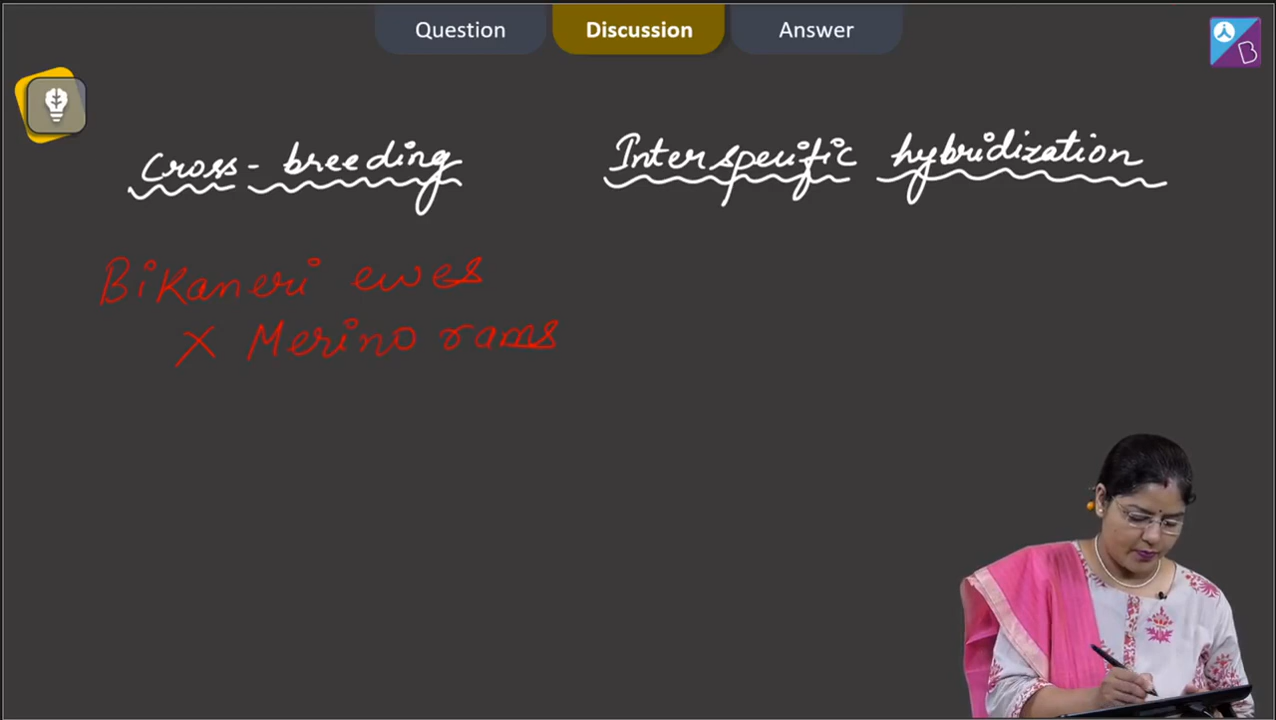 Question
Discussion
Answer
B
Cross-breeding
Interspecific hybridization
Bikaneri ewes
X Merino rams